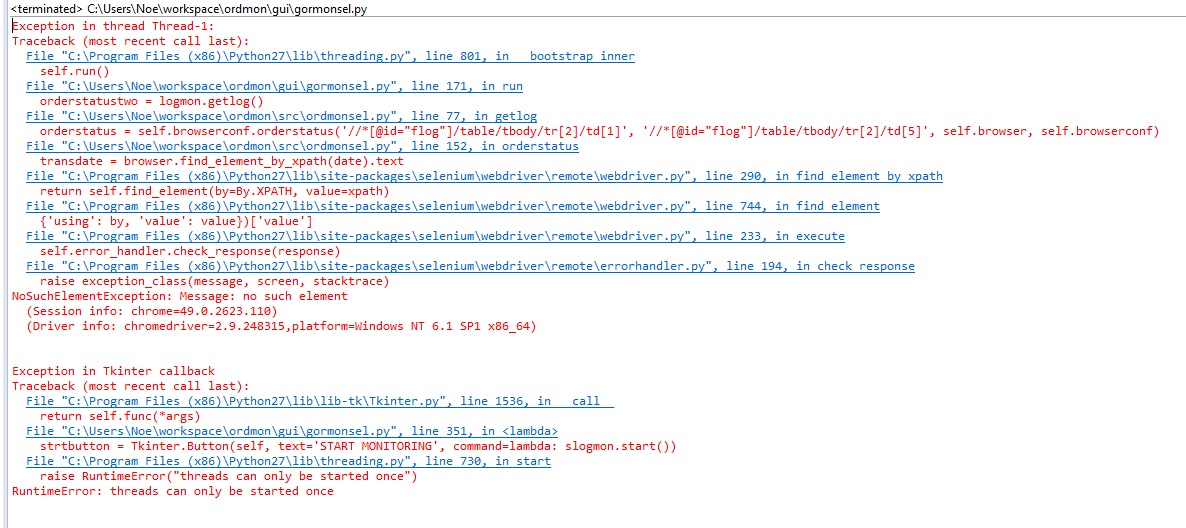 <terminated> C:\Users\Noe\workspace\ordmon\gui\gormonsel.py
Exception in thread Thread-1:
Traceback (most recent call last):
File "C:\Program Files (x86)\Python27\lib\threading.py", line 801, in __bootstrap_inner
self.run()
File "C:\Users\Noe\workspace\ordmon\gui\gormonsel.py", line 171, in run
orderstatustwo = logmon.getlog()
File "C:\Users\Noe\workspace\ordmon\src\ordmonsel.py", line 77, in getlog
orderstatus = self.browserconf.orderstatus('//*[@id="flog"]/table/tbody/tr[2]/td[1]', '//*[@id="flog"]/table/tbody/tr[2]/td[5]', self.browser, self.browserconf)
File "C:\Users\Noe\workspace\ordmon\src\ordmonsel.py", line 152, in orderstatus
transdate = browser.find_element_by_xpath(date).text
File "C:\Program Files (x86)\Python27\lib\site-packages\selenium\webdriver\remote\webdriver.py", line 290, in find_element_by_xpath
return self.find_element(by=By.XPATH, value=xpath)
File "C:\Program Files (x86)\Python27\lib\site-packages\selenium\webdriver\remote\webdriver.py", line 744, in find_element
{'using': by, 'value': value})['value']
File "C:\Program Files (x86)\Python27\lib\site-packages\selenium\webdriver\remote\webdriver.py", line 233, in execute
self.error_handler.check_response(response)
File "C:\Program Files (x86)\Python27\lib\site-packages\selenium\webdriver\remote\errorhandler.py", line 194, in check_response
raise exception_class(message, screen, stacktrace)
NoSuchElementException: Message: no such element
(Session info: chrome=49.0.2623.110)
(Driver info: chromedriver=2.9.248315,platform=Windows NT 6.1 SP1 x86_64)
Exception in Tkinter callback
Traceback (most recent call last):
File "C:\Program Files (x86)\Python27\lib\lib-tk\Tkinter.py", line 1536, in __call__
return self.func(*args)
File "C:\Users\Noe\workspace\ordmon\gui\gormonsel.py", line 351, in <lambda>
strtbutton = Tkinter.Button(self, text='START MONITORING', command=lambda: slogmon.start())
File "C:\Program Files (x86)\Python27\lib\threading.py", line 730, in start
raise RuntimeError("threads can only be started once")
RuntimeError: threads can only be started once